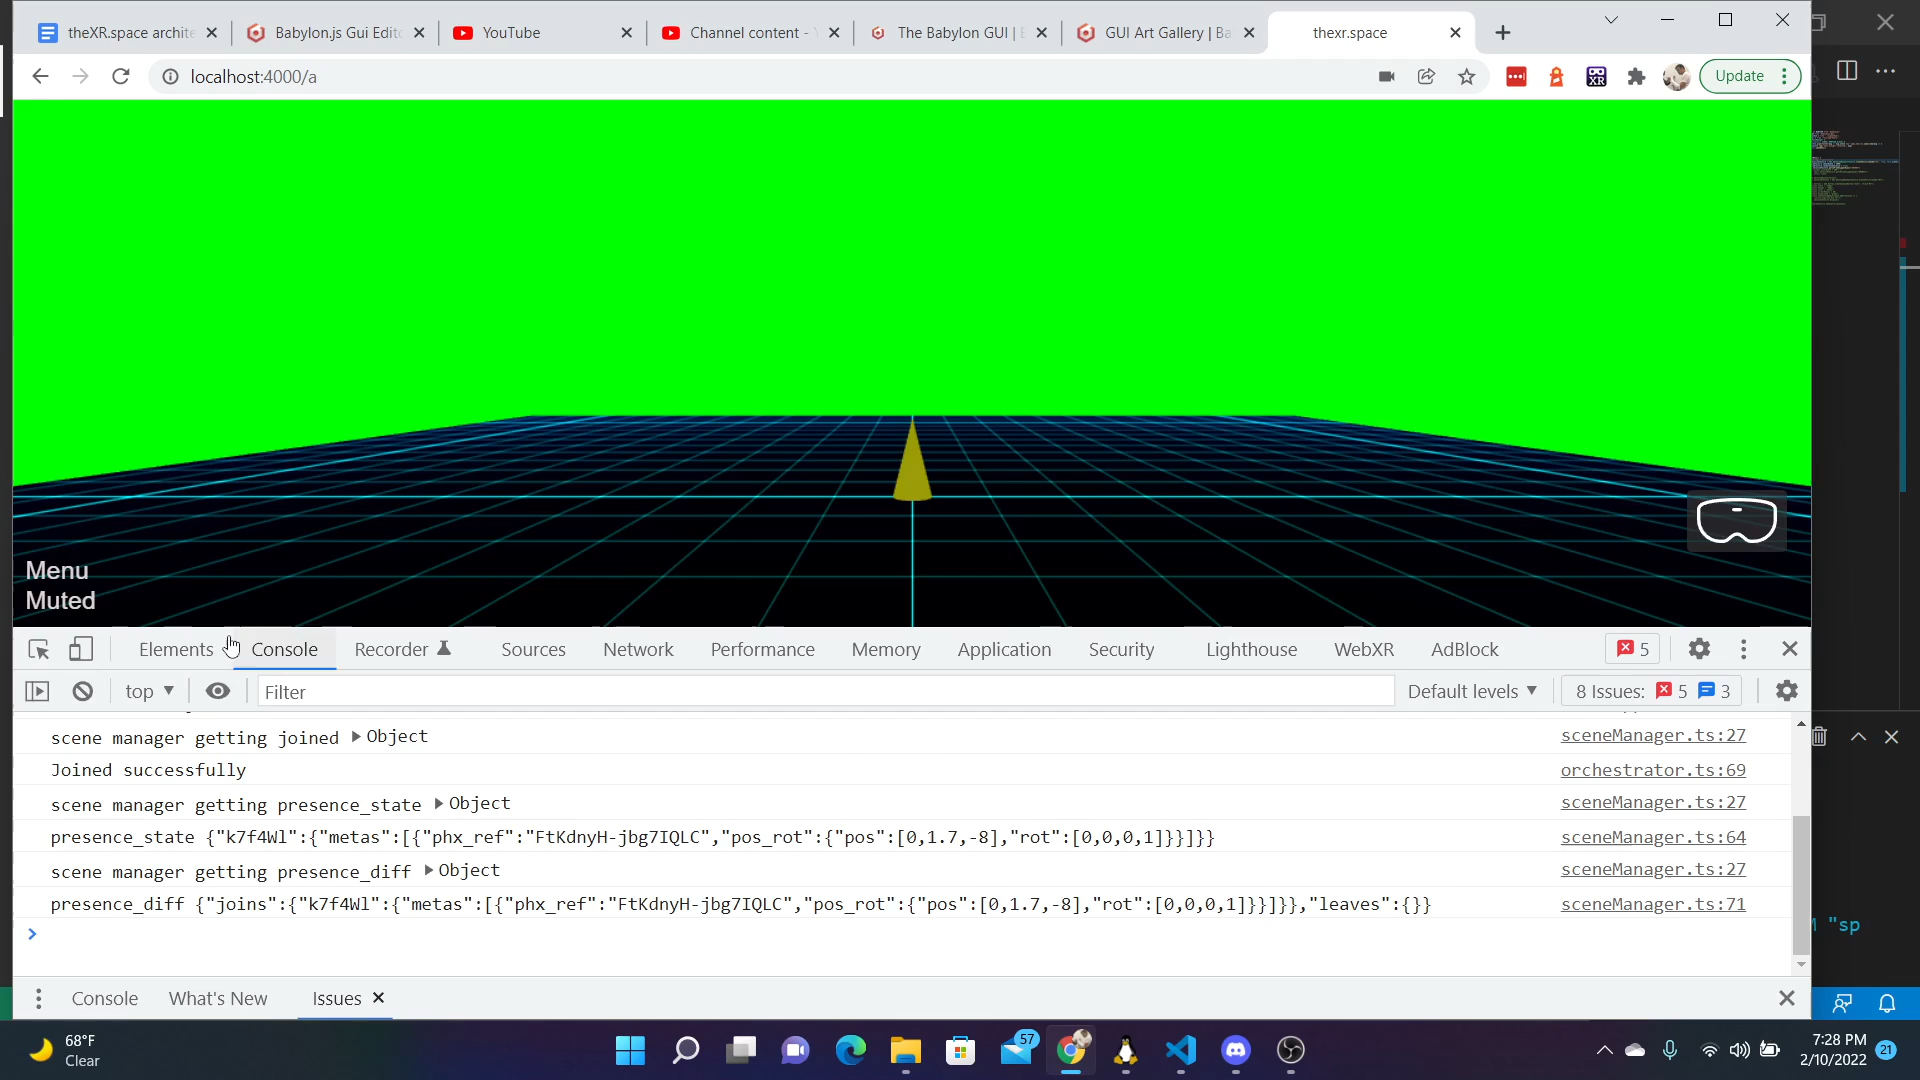 theXR.space archite
Babylon.js Gui Edito
YouTube
Channel content -
The Babylon GUI |
GUI Art Gallery | Ba
thexr.space
localhost:4000/a
XR
Update
Menu
Muted
Elements
Console
Recorder
Sources
Network
Performance
Memory
Application
Security
Lighthouse
WebXR
AdBlock
5
top
Filter
Default levels
8 Issues: 5 3
scene manager getting joined Object sceneManager.ts:27
Joined successfully orchestrator.ts:69
scene manager getting presence_state Object sceneManager.ts:27
presence_state {"k7f4Wl":{"metas":[{"phx_ref":"FtKdnyH-jbg7IQLC","pos_rot":{"pos":[0,1.7,-8],"rot":[0,0,0,1]}}]}} sceneManager.ts:64
scene manager getting presence_diff Object sceneManager.ts:27
presence_diff {"joins":{"k7f4Wl":{"metas":[{"phx_ref":"FtKdnyH-jbg7IQLC","pos_rot":{"pos":[0,1.7,-8],"rot":[0,0,0,1]}}]}},"leaves":{}} sceneManager.ts:71
"sp
Console
What's New
Issues
68°F
Clear
57
7:28 PM
2/10/2022
21